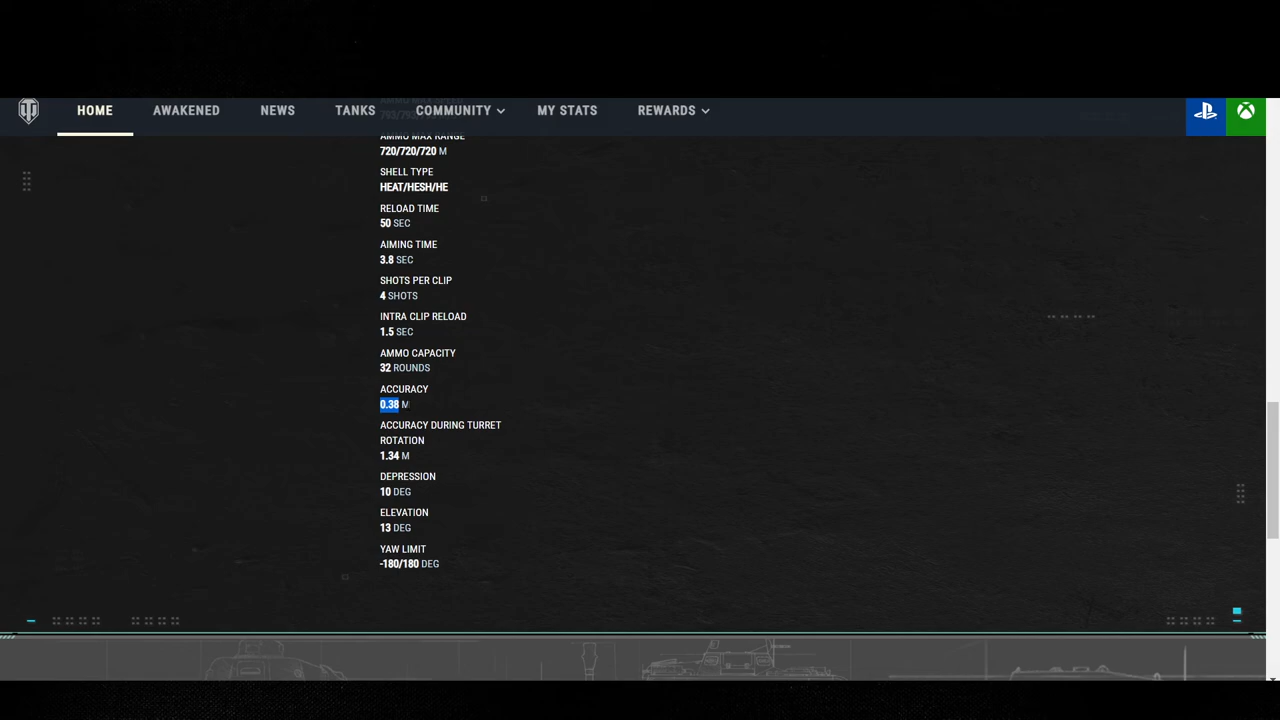 HOME
AWAKENED
NEWS
TANKS
COMMUNITY
MY STATS
REWARDS
AMMO MAX RANGE
720/720/720 M
SHELL TYPE
HEAT/HESH/HE
RELOAD TIME
50 SEC
AIMING TIME
3.8 SEC
SHOTS PER CLIP
4 SHOTS
INTRA CLIP RELOAD
1.5 SEC
AMMO CAPACITY
32 ROUNDS
ACCURACY
0.38 M
ACCURACY DURING TURRET
ROTATION
1.34 M
DEPRESSION
10 DEG
ELEVATION
13 DEG
YAW LIMIT
-180/180 DEG